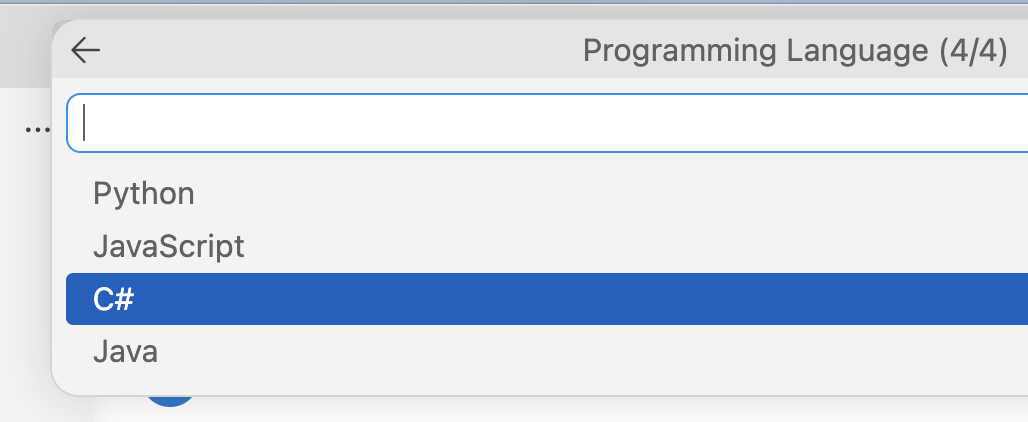 Programming Language (4/4)
...
Python
JavaScript
C#
Java